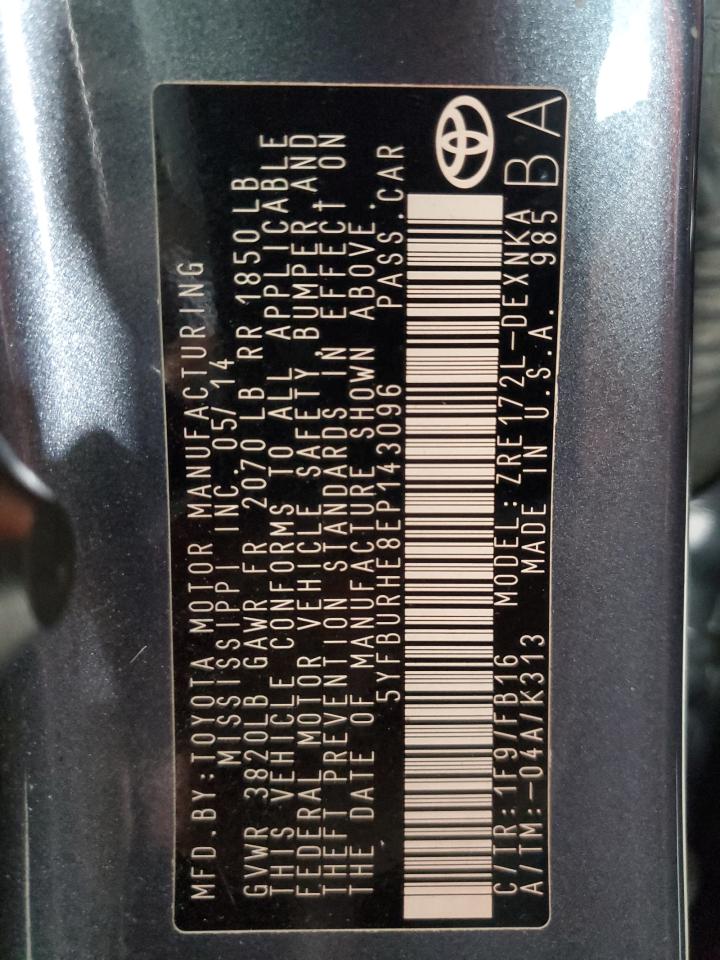 MFD.BY:TOYOTA MOTOR MANUFACTURING
MISSISSIPPI INC. 05/14
GVWR 3820LB GAWR FR 2070 LB RR 1850 LB
THIS VEHICLE CONFORMS TO ALL APPLICABLE
FEDERAL MOTOR VEHICLE SAFETY, BUMPER AND
THEFT PREVENTION STANDARDS IN EFFECT ON
THE DATE OF MANUFACTURE SHOWN ABOVE.
5YFBURHE8EP143096 PASS.CAR
C/TR:1F9/FB16 MODEL:ZRE172L-DEXNKA
A/TM:-04A/K313 MADE IN U.S.A. 985
BA